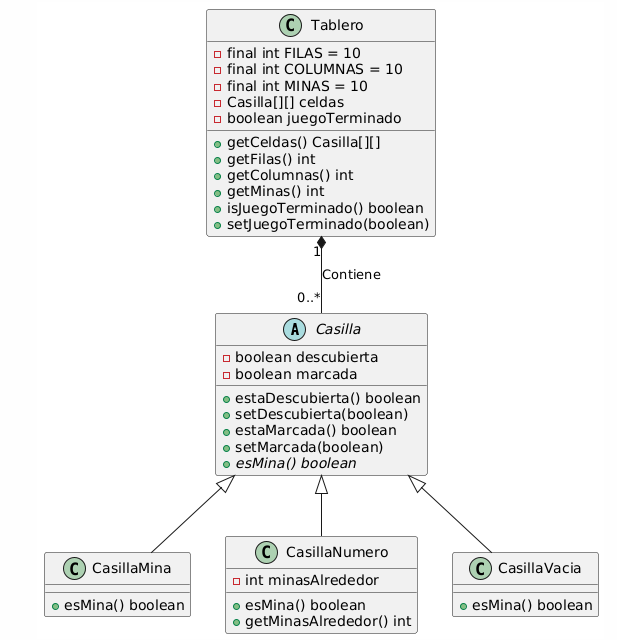 C Tablero
final int FILAS = 10
final int COLUMNAS = 10
final int MINAS = 10
Casilla[][] celdas
boolean juegoTerminado
getCeldas() Casilla[][]
getFilas() int
getColumnas() int
getMinas() int
isJuegoTerminado() boolean
setJuegoTerminado(boolean)
1
Contiene
0..*
A Casilla
boolean descubierta
boolean marcada
estaDescubierta() boolean
setDescubierta(boolean)
estaMarcada() boolean
setMarcada(boolean)
esMina() boolean
C CasillaMina
esMina() boolean
C CasillaNumero
int minasAlrededor
esMina() boolean
getMinasAlrededor() int
C CasillaVacia
esMina() boolean